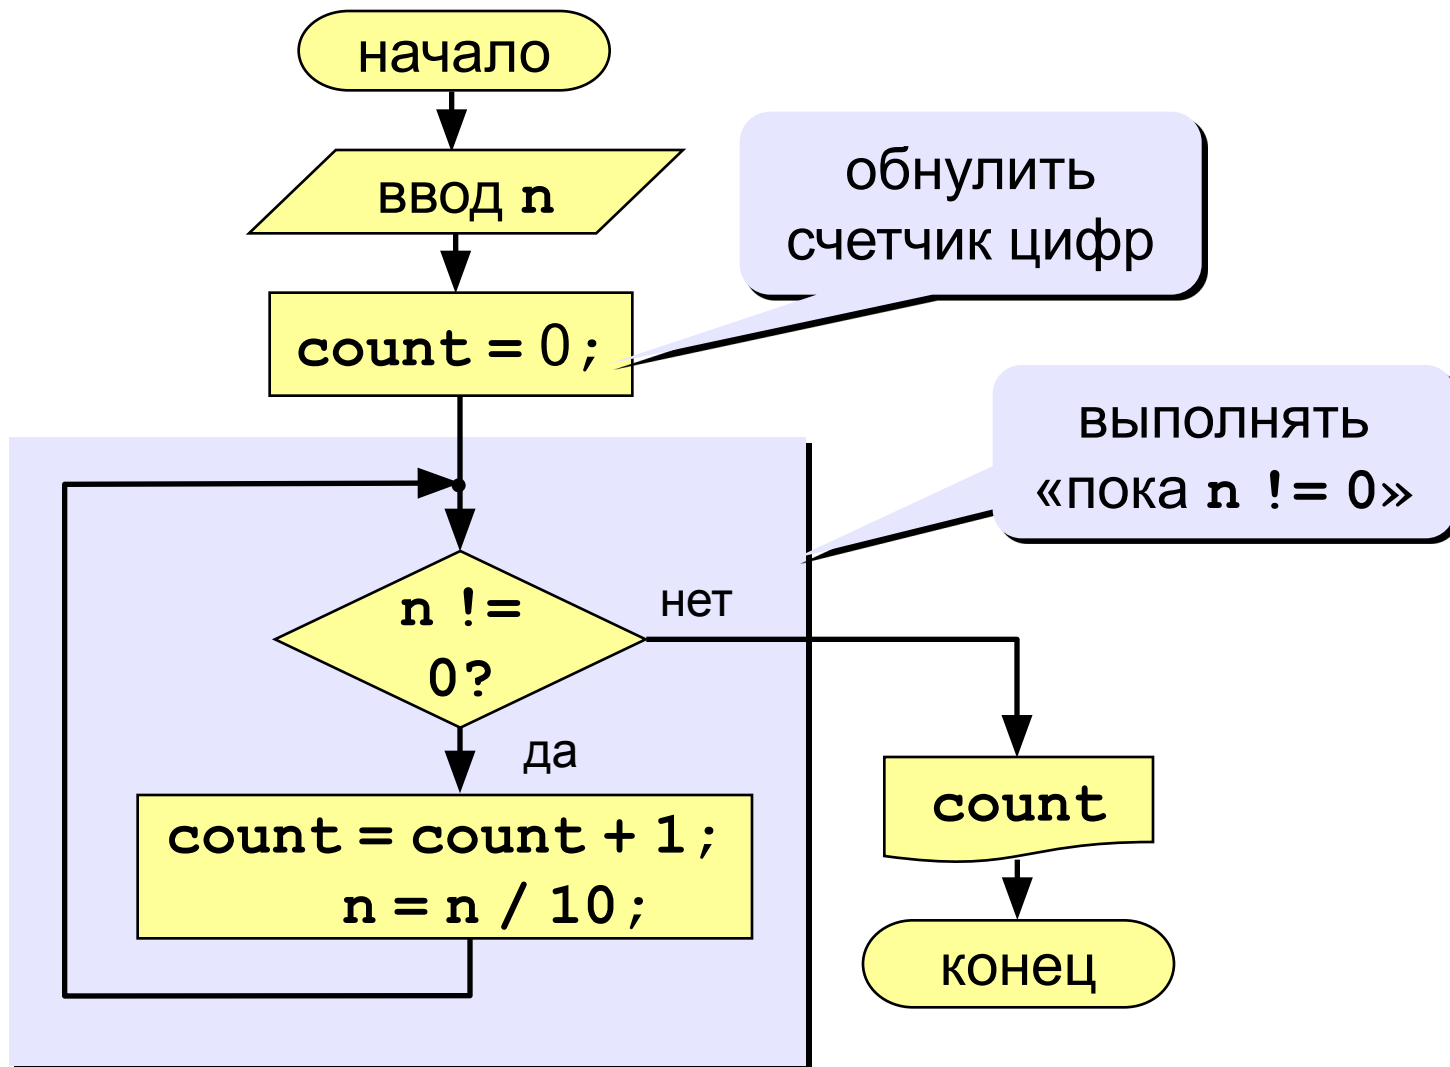 начало
ввод n
обнулить
счетчик цифр
count = 0;
выполнять
«пока n != 0»
n !=
0?
нет
да
count = count + 1;
n = n / 10;
count
конец